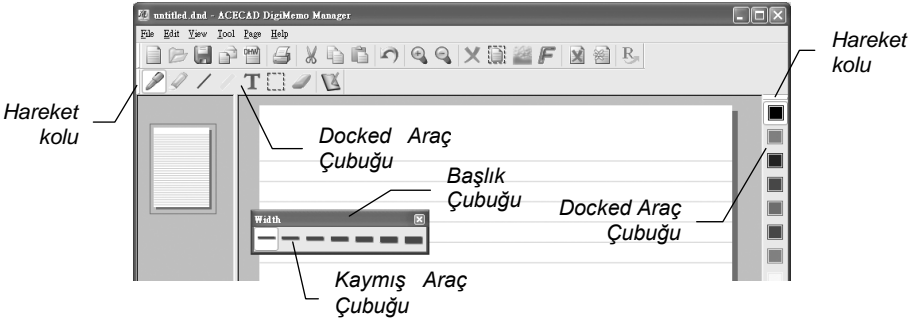 untitled.dnd - ACECAD DigiMemo Manager
File Edit View Tool Page Help
DHW
T
F
R
Hareket
kolu
Hareket
kolu
Docked Araç
Çubuğu
Başlık
Çubuğu
Docked Araç
Çubuğu
Width
Kaymış Araç
Çubuğu